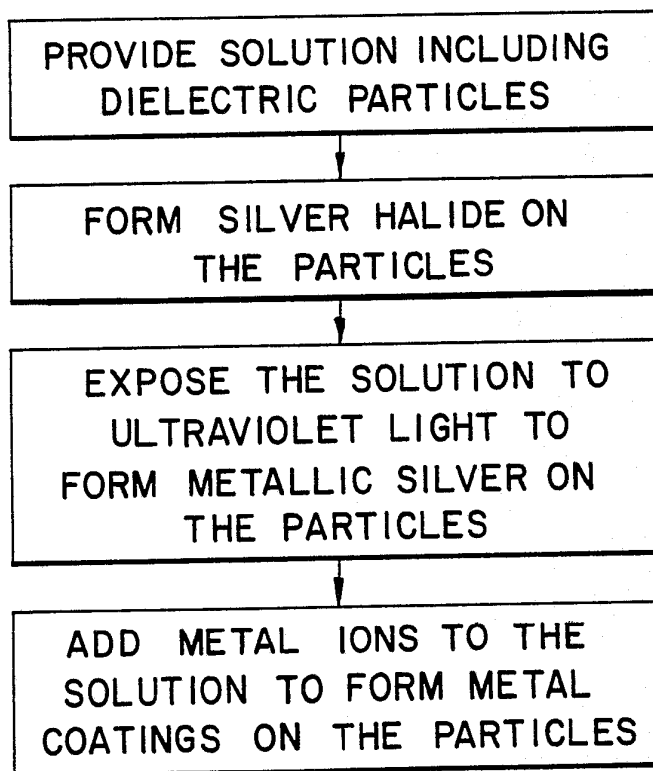 PROVIDE SOLUTION INCLUDING
DIELECTRIC PARTICLES
FORM SILVER HALIDE ON
THE PARTICLES
EXPOSE THE SOLUTION TO
ULTRAVIOLET LIGHT TO
FORM METALLIC SILVER ON
THE PARTICLES
ADD METAL IONS TO THE
SOLUTION TO FORM METAL
COATINGS ON THE PARTICLES